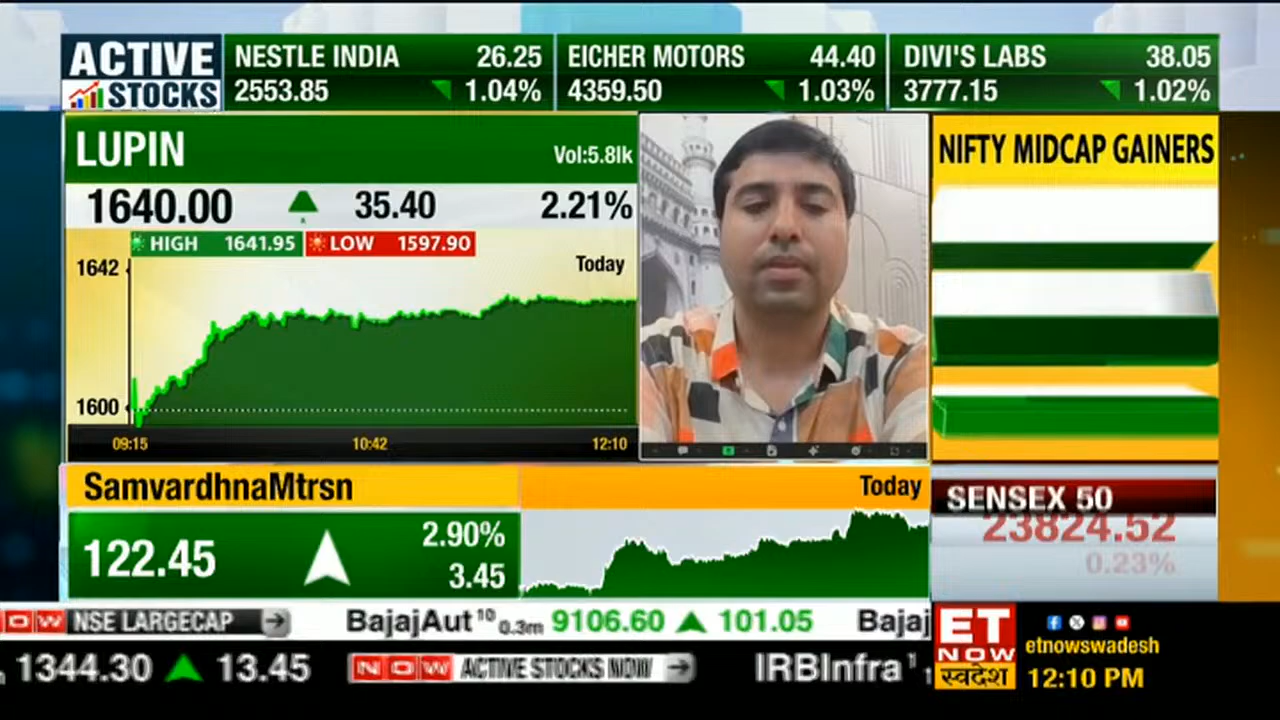 ACTIVE STOCKS
NESTLE INDIA 26.25
2553.85 1.04%
EICHER MOTORS 44.40
4359.50 1.03%
DIVI'S LABS 38.05
3777.15 1.02%
LUPIN Vol:5.8lk
1640.00 35.40 2.21%
HIGH 1641.95 LOW 1597.90
1642 Today
1600
09:15 10:42 12:10
NIFTY MIDCAP GAINERS
SamvardhnaMtrsn Today
122.45 2.90%
3.45
SENSEX 50
23824.52
0.23%
NOW NSE LARGECAP BajajAut 10 0.3m 9106.60 101.05 Bajaj
1344.30 13.45 NOW ACTIVE STOCKS NOW IRBInfra 1
ET
NOW
स्वदेश
etnowswadesh
12:10 PM